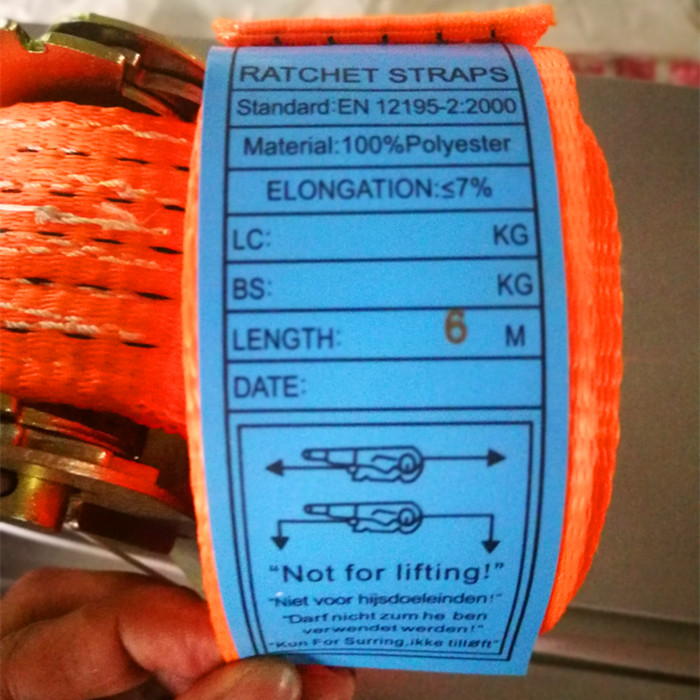 RATCHET STRAPS
Standard:EN 12195-2:2000
Material:100%Polyester
ELONGATION:≤7%
LC: KG
BS: KG
LENGTH: 6 M
DATE:
"Not for lifting!"
"Niet voor hijsdoeleinden!"
"Darf nicht zum he ben
verwendet werden!"
"Kun For Surring,ikke tilløft"